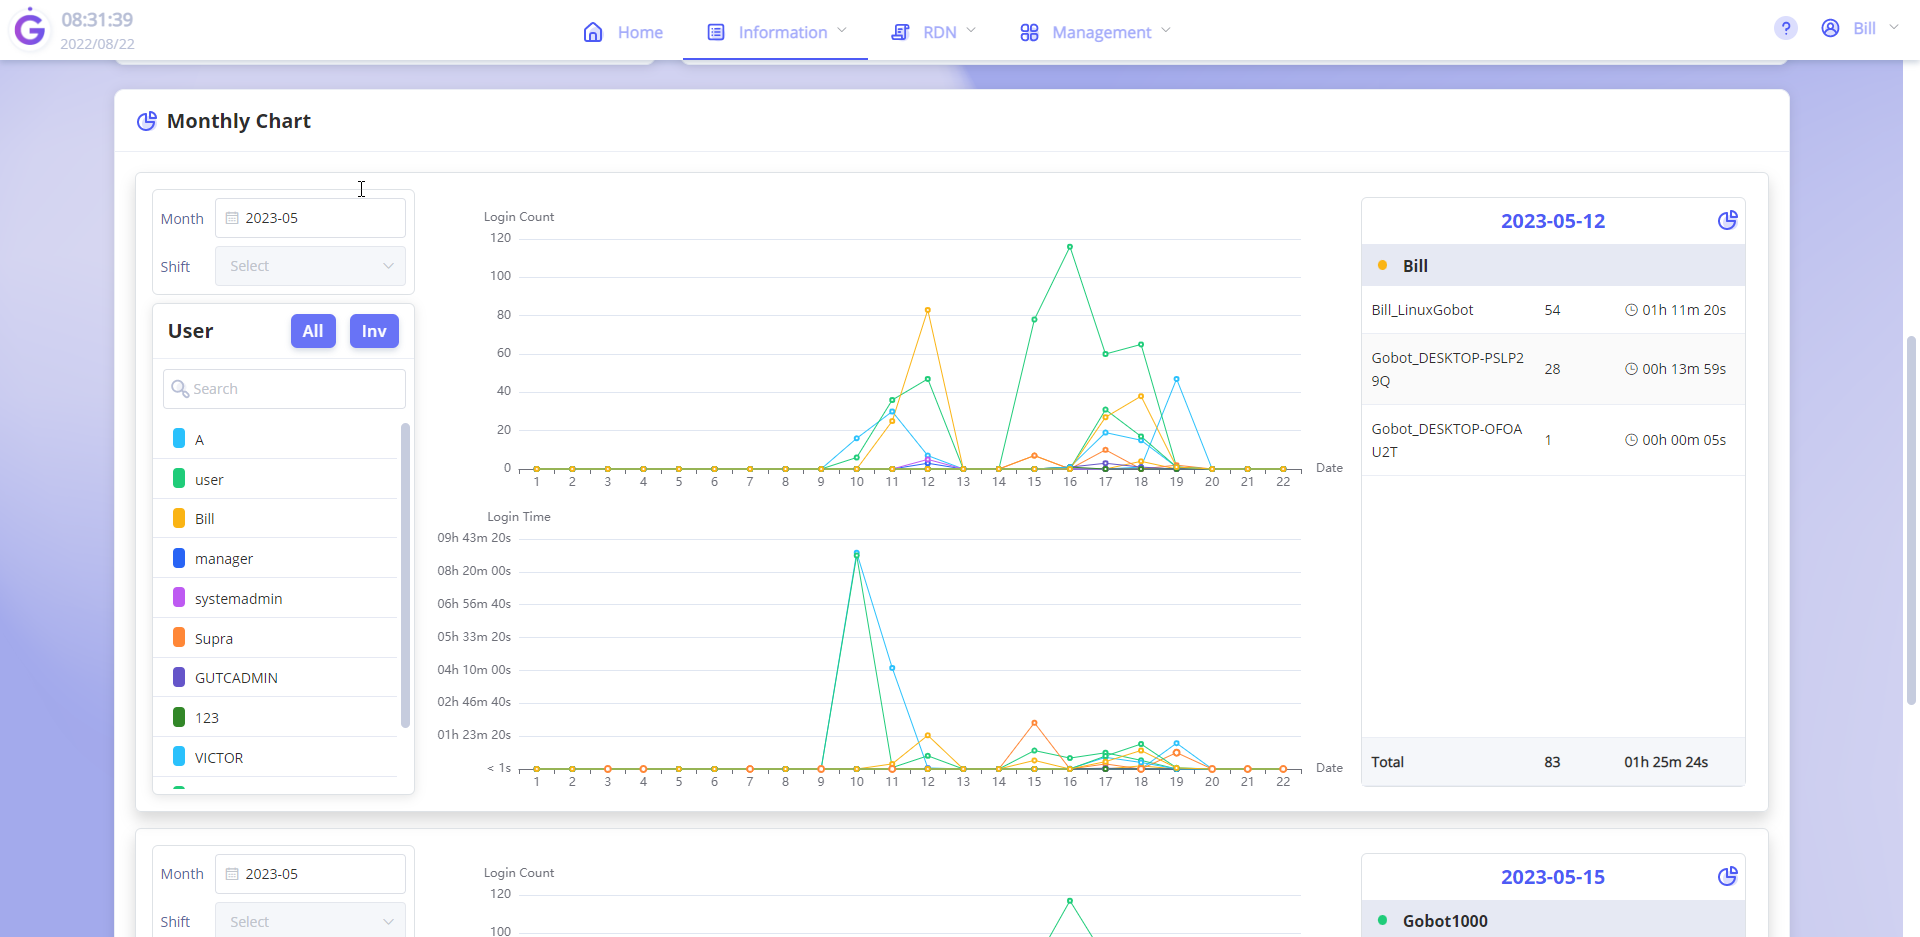 08:31:39
2022/08/22
Home
Information
RDN
Management
?
Bill
Monthly Chart
Month
2023-05
Shift
Select
User
All
Inv
Search
A
user
Bill
manager
systemadmin
Supra
GUTCADMIN
123
VICTOR
Login Count
120
100
80
60
40
20
0
1 2 3 4 5 6 7 8 9 10 11 12 13 14 15 16 17 18 19 20 21 22
Date
Login Time
09h 43m 20s
08h 20m 00s
06h 56m 40s
05h 33m 20s
04h 10m 00s
02h 46m 40s
01h 23m 20s
< 1s
1 2 3 4 5 6 7 8 9 10 11 12 13 14 15 16 17 18 19 20 21 22
Date
2023-05-12
Bill
Bill_LinuxGobot 54 01h 11m 20s
Gobot_DESKTOP-PSLP2
9Q
28 00h 13m 59s
Gobot_DESKTOP-OFOA
U2T
1 00h 00m 05s
Total 83 01h 25m 24s
Month
2023-05
Shift
Select
Login Count
120
100
2023-05-15
Gobot1000